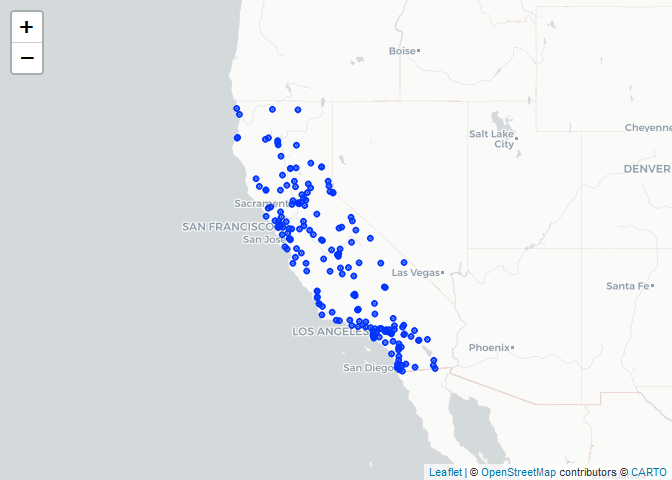 +
−
Boise
Salt Lake
City
Cheyenne
DENVER
Sacrament
SAN FRANCISCO
San Jose
Las Vegas
Santa Fe
LOS ANGELES
Phoenix
San Diego
Leaflet | © OpenStreetMap contributors © CARTO